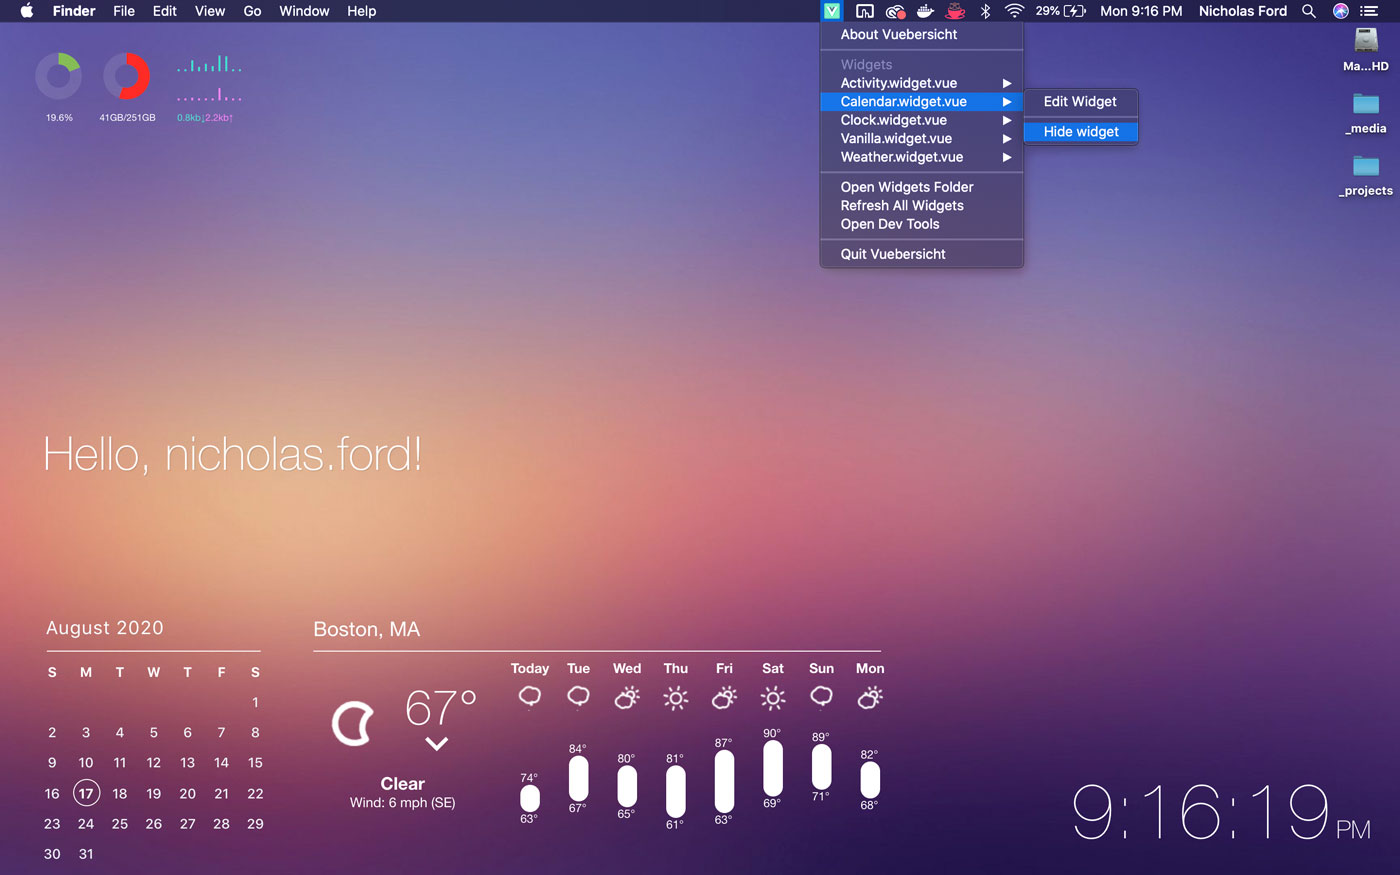 Finder File Edit View Go Window Help 29% Mon 9:16 PM Nicholas Ford
About Vuebersicht
Widgets
Activity.widget.vue
Calendar.widget.vue
Clock.widget.vue
Vanilla.widget.vue
Weather.widget.vue
Open Widgets Folder
Refresh All Widgets
Open Dev Tools
Quit Vuebersicht
Edit Widget
Hide widget
Ma...HD
_media
_projects
19.6% 41GB/251GB 0.8kb↓2.2kb↑
Hello, nicholas.ford!
August 2020
S M T W T F S
1
2 3 4 5 6 7 8
9 10 11 12 13 14 15
16 17 18 19 20 21 22
23 24 25 26 27 28 29
30 31
Boston, MA
67°
Clear
Wind: 6 mph (SE)
Today Tue Wed Thu Fri Sat Sun Mon
74° 84° 80° 81° 87° 90° 89° 82°
63° 67° 65° 61° 63° 69° 71° 68°
9:16:19 PM